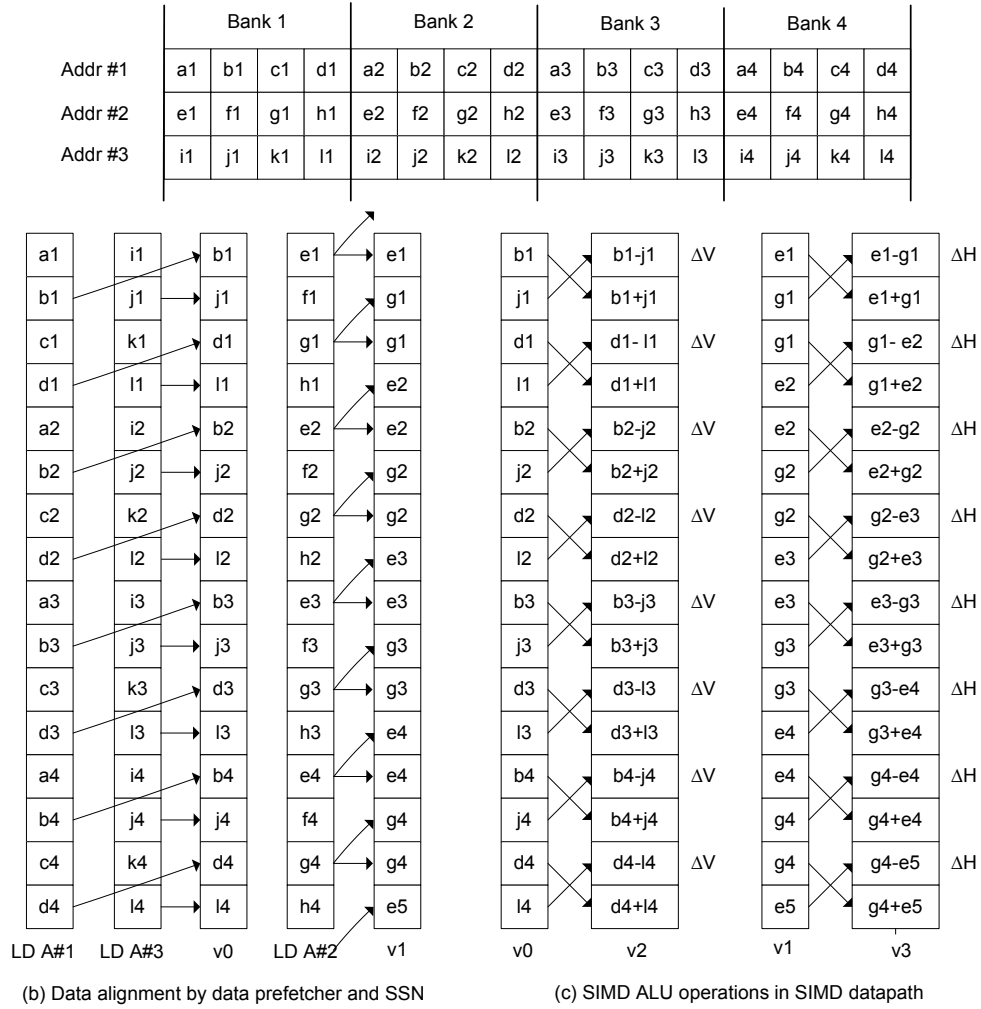 Bank 1 Bank 2 Bank 3 Bank 4
Addr #1 a1 b1 c1 d1 a2 b2 c2 d2 a3 b3 c3 d3 a4 b4 c4 d4
Addr #2 e1 f1 g1 h1 e2 f2 g2 h2 e3 f3 g3 h3 e4 f4 g4 h4
Addr #3 i1 j1 k1 l1 i2 j2 k2 l2 i3 j3 k3 l3 i4 j4 k4 l4
a1 i1 b1 e1 e1 b1 b1-j1 ΔV e1 e1-g1 ΔH
b1 j1 j1 f1 g1 j1 b1+j1 g1 e1+g1
c1 k1 d1 g1 g1 d1 d1- l1 ΔV g1 g1- e2 ΔH
d1 l1 l1 h1 e2 l1 d1+l1 e2 g1+e2
a2 i2 b2 e2 e2 b2 b2-j2 ΔV e2 e2-g2 ΔH
b2 j2 j2 f2 g2 j2 b2+j2 g2 e2+g2
c2 k2 d2 g2 g2 d2 d2-l2 ΔV g2 g2-e3 ΔH
d2 l2 l2 h2 e3 l2 d2+l2 e3 g2+e3
a3 i3 b3 e3 e3 b3 b3-j3 ΔV e3 e3-g3 ΔH
b3 j3 j3 f3 g3 j3 b3+j3 g3 e3+g3
c3 k3 d3 g3 g3 d3 d3-l3 ΔV g3 g3-e4 ΔH
d3 l3 l3 h3 e4 l3 d3+l3 e4 g3+e4
a4 i4 b4 e4 e4 b4 b4-j4 ΔV e4 g4-e4 ΔH
b4 j4 j4 f4 g4 j4 b4+j4 g4 g4+e4
c4 k4 d4 g4 g4 d4 d4-l4 ΔV g4 g4-e5 ΔH
d4 l4 l4 h4 e5 l4 d4+l4 e5 g4+e5
LD A#1 LD A#3 v0 LD A#2 v1 v0 v2 v1 v3
(b) Data alignment by data prefetcher and SSN (c) SIMD ALU operations in SIMD datapath